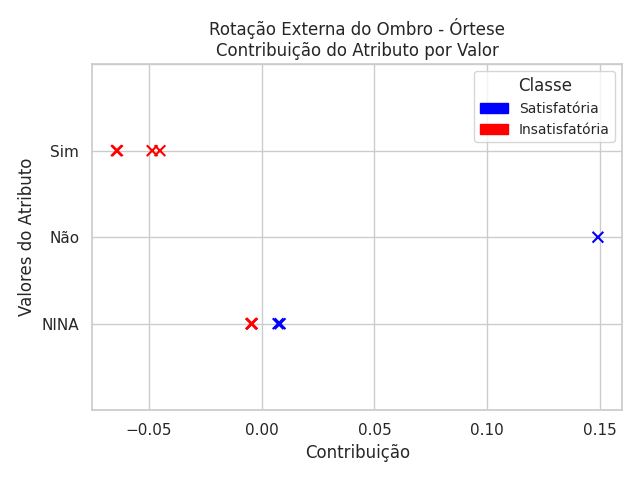 Rotação Externa do Ombro - Órtese
Contribuição do Atributo por Valor
Classe
Satisfatória
Insatisfatória
Valores do Atributo
Sim
Não
NINA
−0.05
0.00
0.05
0.10
0.15
Contribuição